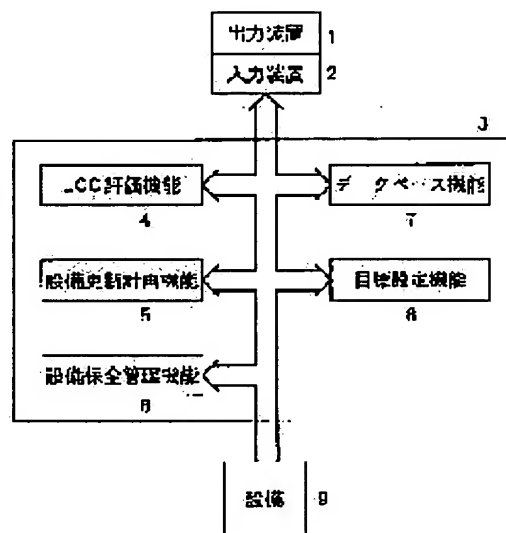 出力装置 1
入力装置 2
3
LCC評価機能
4
データベース機能
7
設備更新計画機能
5
目標設定機能
8
設備保全管理機能
6
設備 9